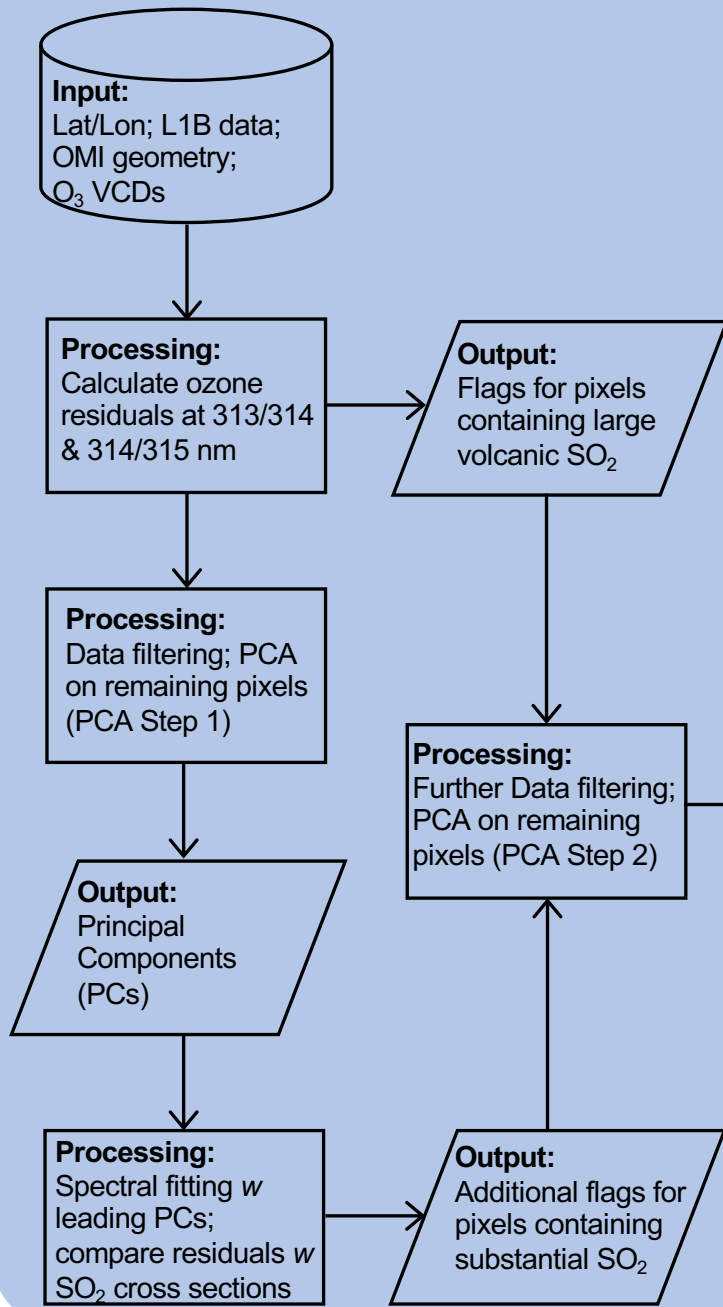 Input:
Lat/Lon; L1B data;
OMI geometry;
O₃ VCDs
Processing:
Calculate ozone
residuals at 313/314
& 314/315 nm
Output:
Flags for pixels
containing large
volcanic SO₂
Processing:
Data filtering; PCA
on remaining pixels
(PCA Step 1)
Processing:
Further Data filtering;
PCA on remaining
pixels (PCA Step 2)
Output:
Principal
Components
(PCs)
Processing:
Spectral fitting w
leading PCs;
compare residuals w
SO₂ cross sections
Output:
Additional flags for
pixels containing
substantial SO₂